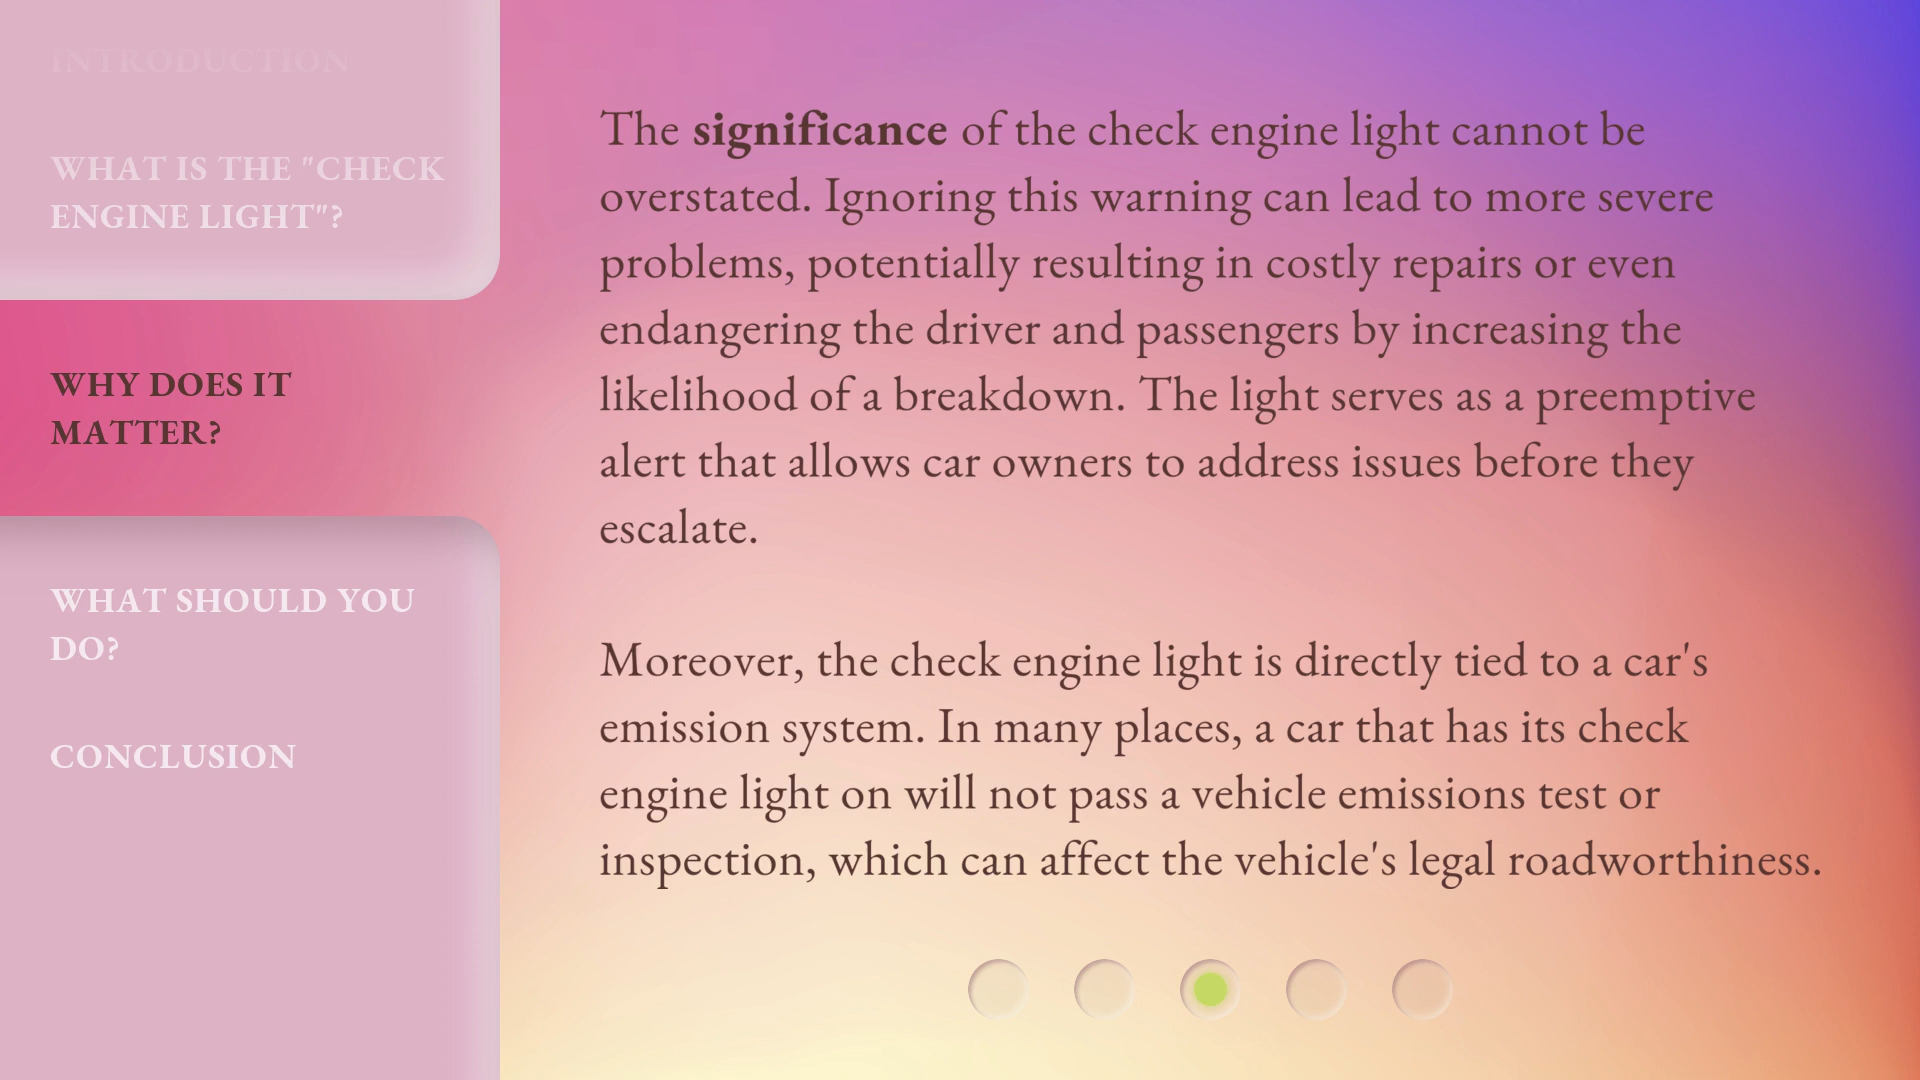 INTRODUCTION
WHAT IS THE "CHECK
ENGINE LIGHT"?
WHY DOES IT
MATTER?
WHAT SHOULD YOU
DO?
CONCLUSION
The significance of the check engine light cannot be
overstated. Ignoring this warning can lead to more severe
problems, potentially resulting in costly repairs or even
endangering the driver and passengers by increasing the
likelihood of a breakdown. The light serves as a preemptive
alert that allows car owners to address issues before they
escalate.
Moreover, the check engine light is directly tied to a car's
emission system. In many places, a car that has its check
engine light on will not pass a vehicle emissions test or
inspection, which can affect the vehicle's legal roadworthiness.